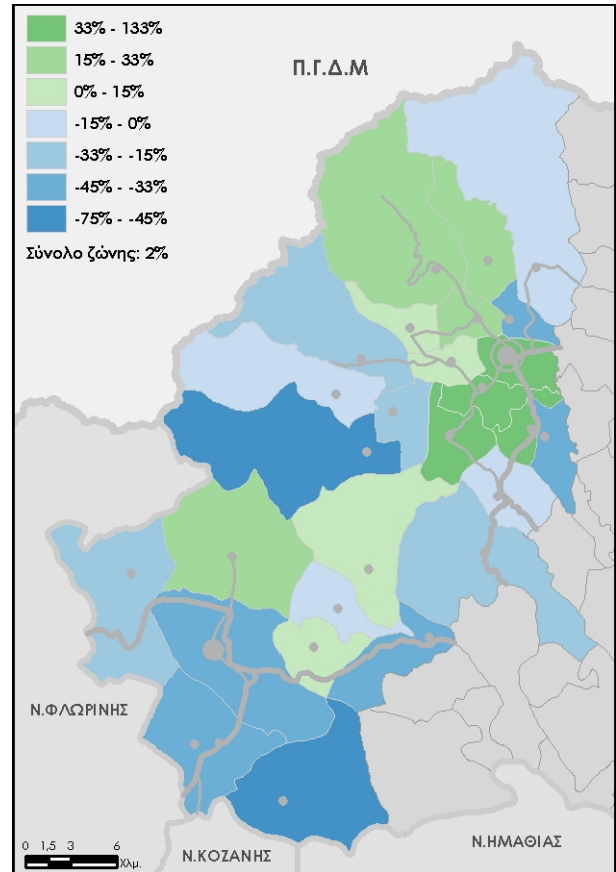 33% - 133%
15% - 33%
0% - 15%
-15% - 0%
-33% - -15%
-45% - -33%
-75% - -45%
Σύνολο ζώνης: 2%
Π.Γ.Δ.Μ
Ν.ΦΛΩΡΙΝΗΣ
Ν.ΚΟΖΑΝΗΣ
Ν.ΗΜΑΘΙΑΣ
0 1,5 3 6
Χλμ.